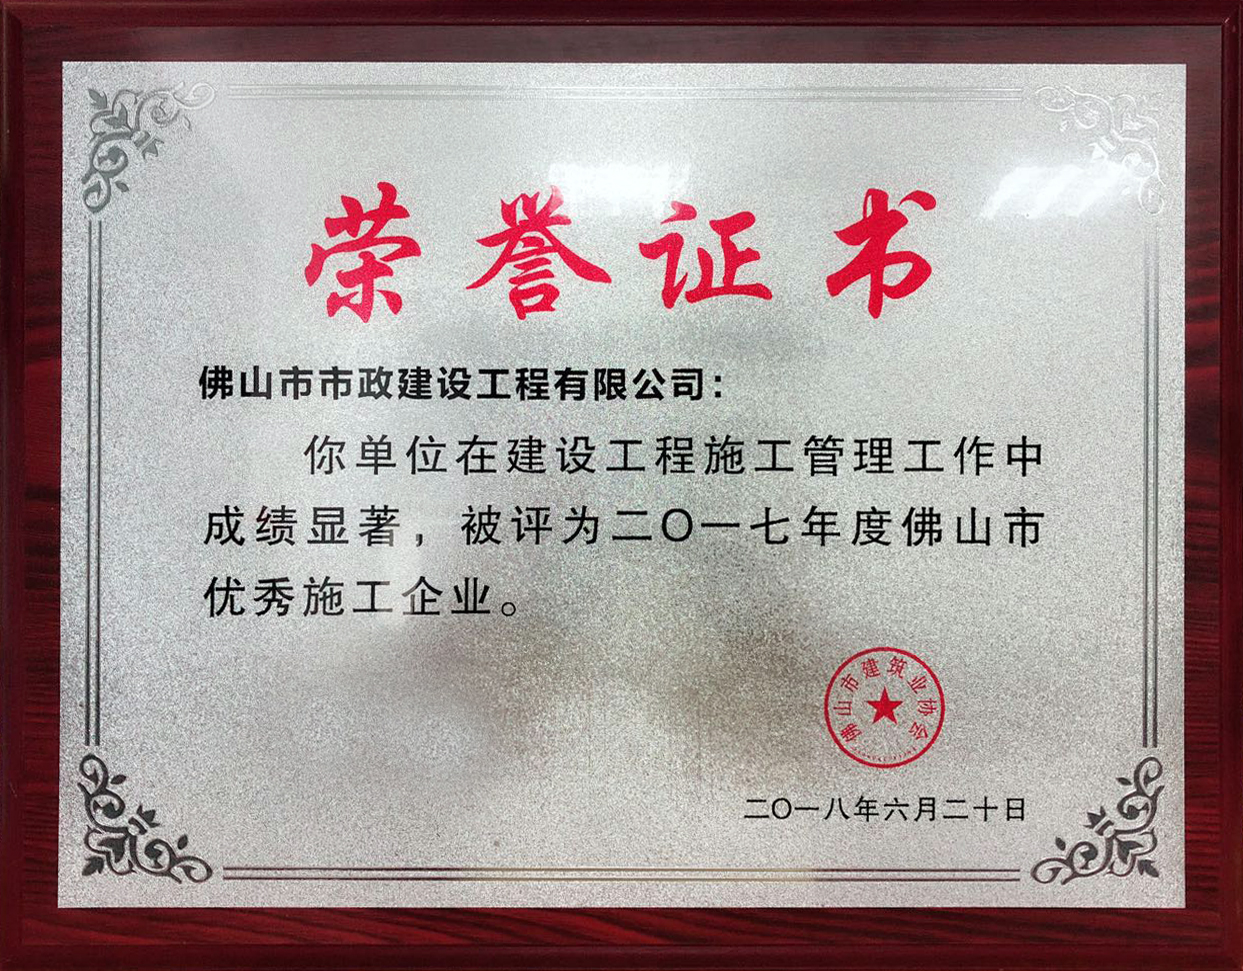 荣誉证书
佛山市市政建设工程有限公司：
你单位在建设工程施工管理工作中
成绩显著，被评为二〇一七年度佛山市
优秀施工企业。
佛山市建筑业协会
二〇一八年六月二十日